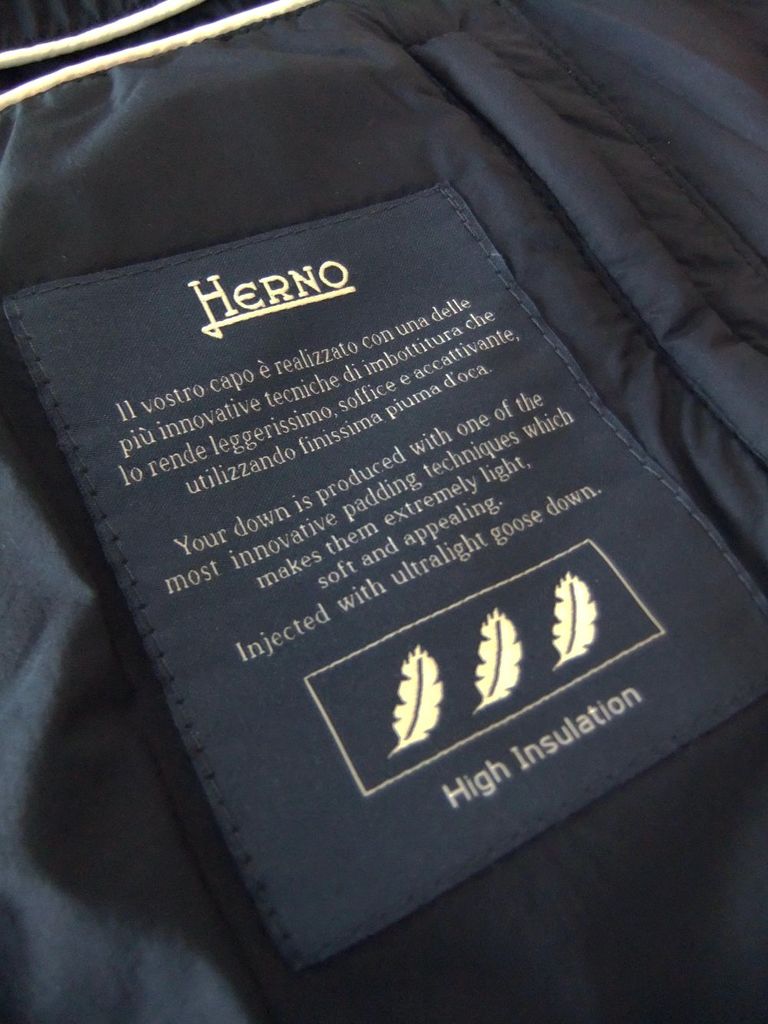 HERNO
Il vostro capo è realizzato con una delle
più innovative tecniche di imbottitura che
lo rende leggerissimo, soffice e accattivante,
utilizzando finissima piuma d'oca.
Your down is produced with one of the
most innovative padding techniques which
makes them extremely light,
soft and appealing.
Injected with ultralight goose down.
High Insulation